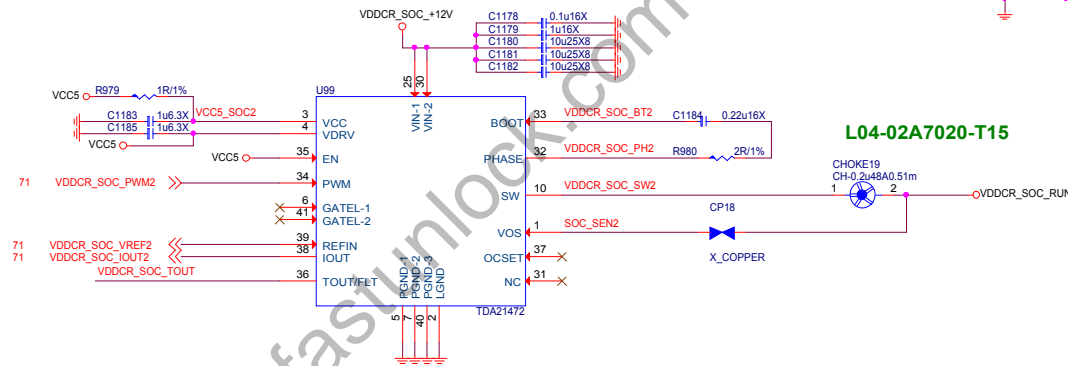 VDDCR_SOC_+12V
C1178 0.1u16X
C1179 1u16X
C1180 10u25X8
C1181 10u25X8
C1182 10u25X8
25
30
VCC5 R979 1R/1%
U99
C1183 1u6.3X VCC5_SOC2
C1185 1u6.3X
VCC5
3 VCC
4 VDRV
VIN-1
VIN-2
BOOT 33 VDDCR_SOC_BT2 C1184 0.22u16X
L04-02A7020-T15
VCC5 35 EN
PHASE 32 VDDCR_SOC_PH2 R980 2R/1%
CHOKE19
CH-0.2u48A0.51m
71 VDDCR_SOC_PWM2 34 PWM
SW 10 VDDCR_SOC_SW2 1 2 VDDCR_SOC_RUN
6 GATEL-1
41 GATEL-2
CP18
VOS 1 SOC_SEN2
X_COPPER
71 VDDCR_SOC_VREF2 39 REFIN
71 VDDCR_SOC_IOUT2 38 IOUT
OCSET 37
VDDCR_SOC_TOUT 36 TOUT/FLT
NC 31
PGND-1
PGND-2
PGND-3
LGND
TDA21472
5
7
40
2
fastunlock.com